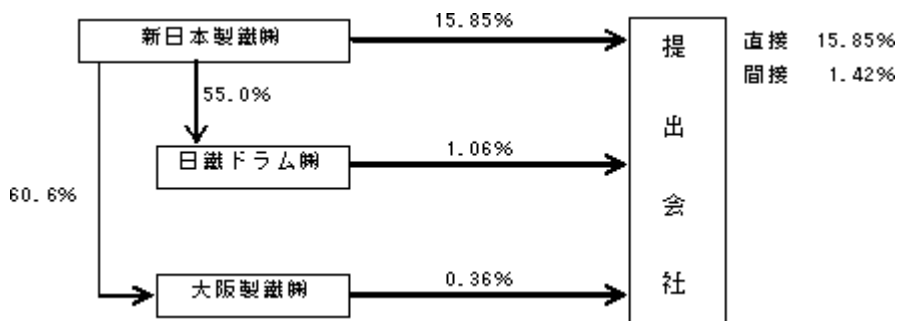 15.85%
新日本製鐵㈱
提出会社
直接 15.85%
間接 1.42%
55.0%
日鐵ドラム㈱
1.06%
60.6%
大阪製鐵㈱
0.36%